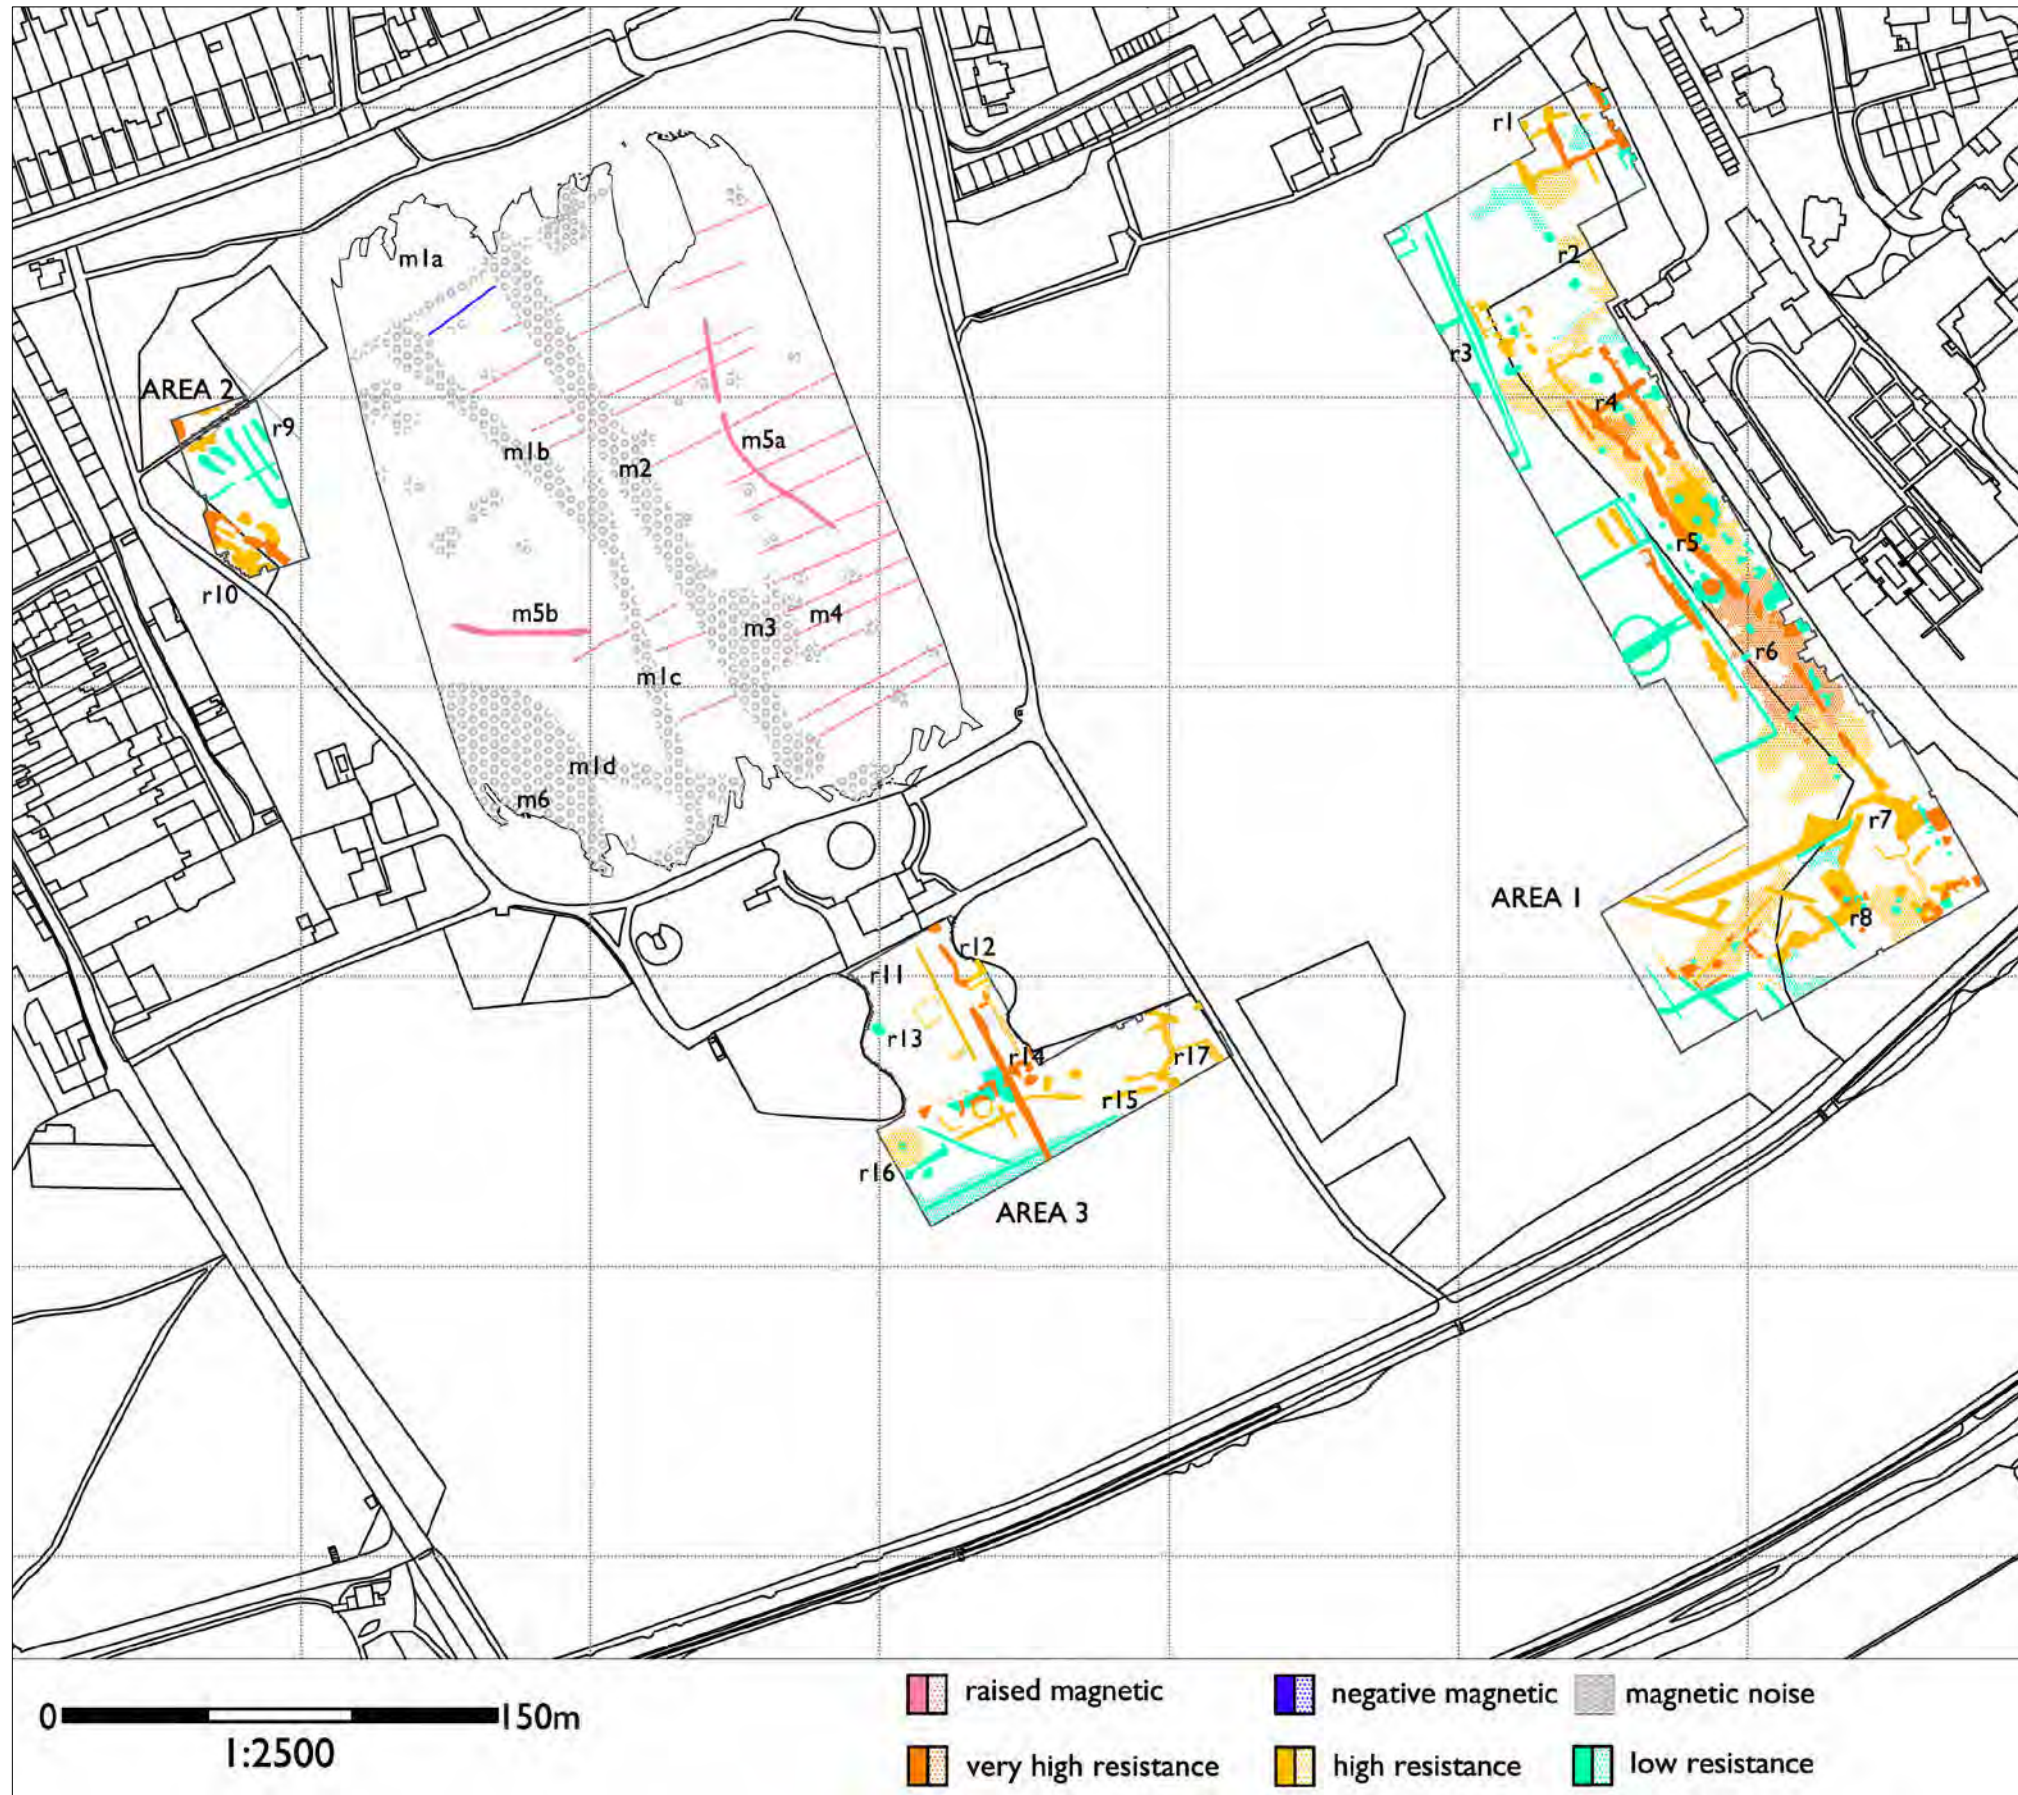 r1
r2
m1a
r3
AREA 2
r9
r4
m5a
m1b
m2
r5
r10
m5b
m3
m4
r6
m1c
m1d
m6
r7
AREA 1
r8
r12
r11
r13
r14
r17
r15
r16
AREA 3
raised magnetic
negative magnetic
magnetic noise
0
150m
1:2500
very high resistance
high resistance
low resistance